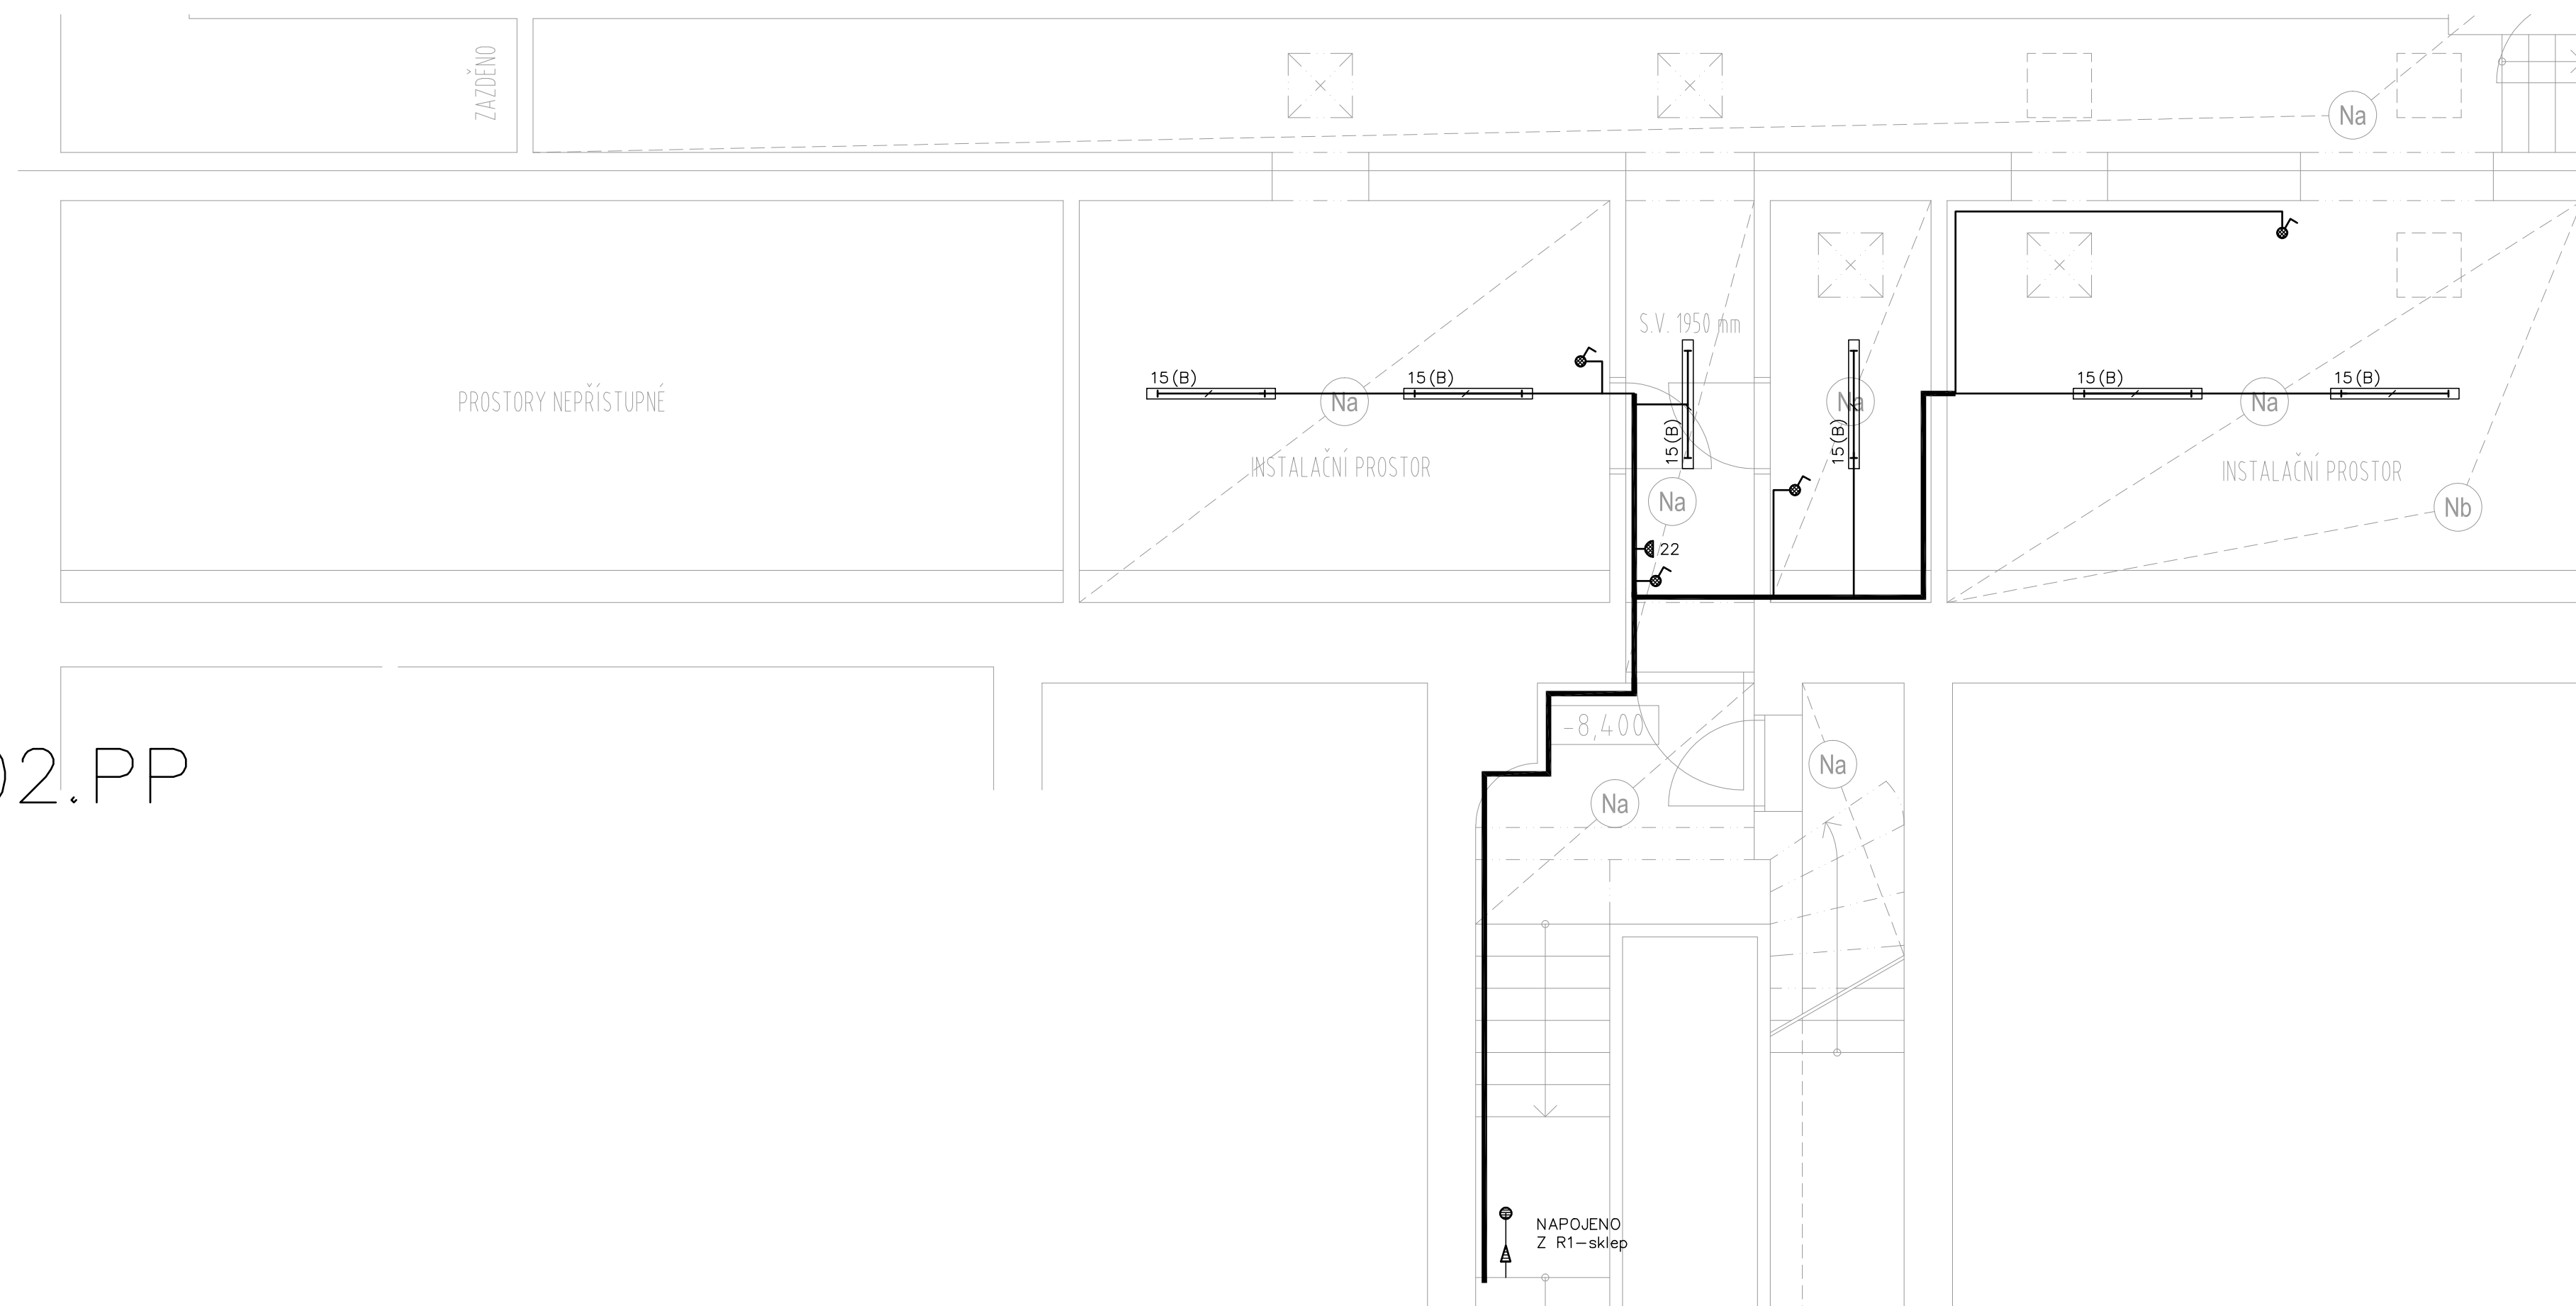 ZAZDĚNO
Na
S.V. 1950 mm
15(B)
15(B)
15(B)
15(B)
PROSTORY NEPŘÍSTUPNÉ
Na
Na
Na
15(B)
15(B)
INSTALAČNÍ PROSTOR
INSTALAČNÍ PROSTOR
Na
Nb
22
-8,400
02.PP
Na
Na
NAPOJENO
Z R1-sklep